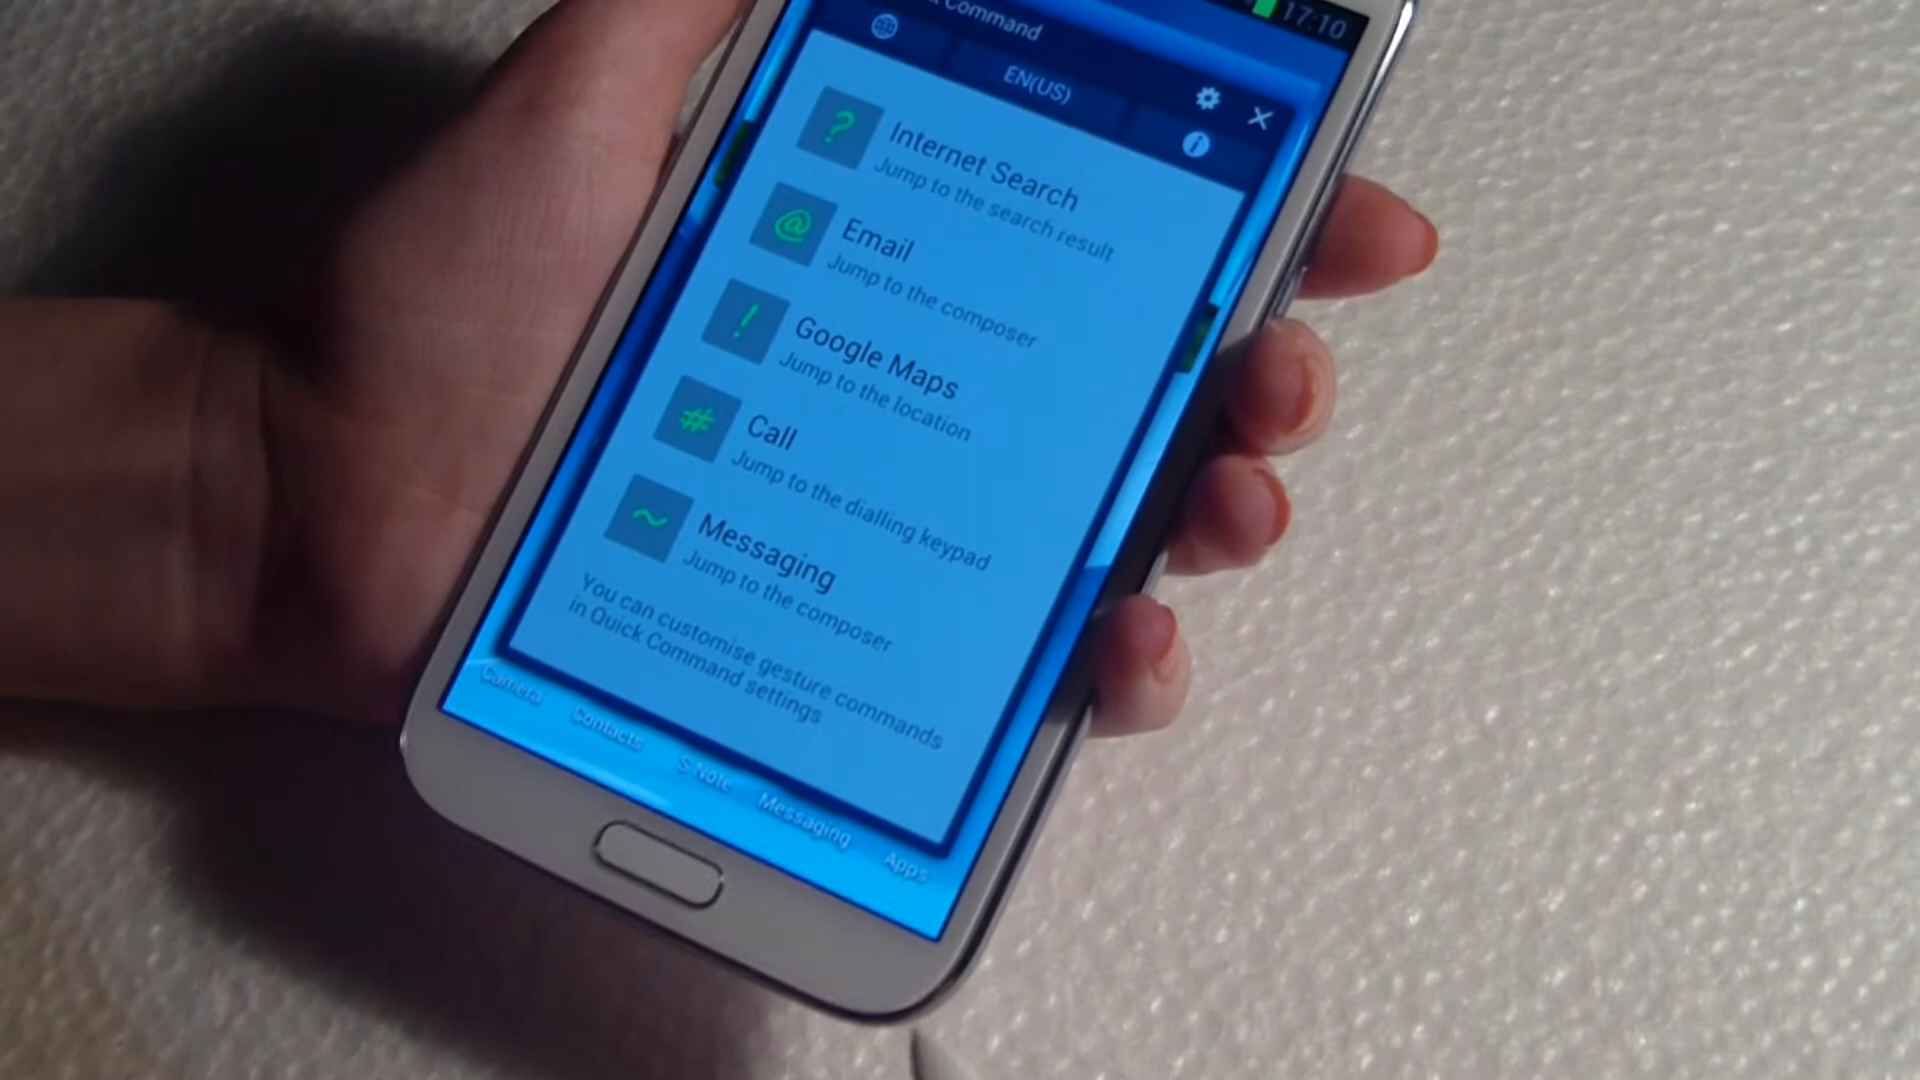 17:10
Command
EN(US)
?
Internet Search
Jump to the search result
@
Email
Jump to the composer
!
Google Maps
Jump to the location
#
Call
Jump to the dialling keypad
~
Messaging
Jump to the composer
You can customise gesture commands
in Quick Command settings
Camera
Contacts
S Note
Messaging
Apps